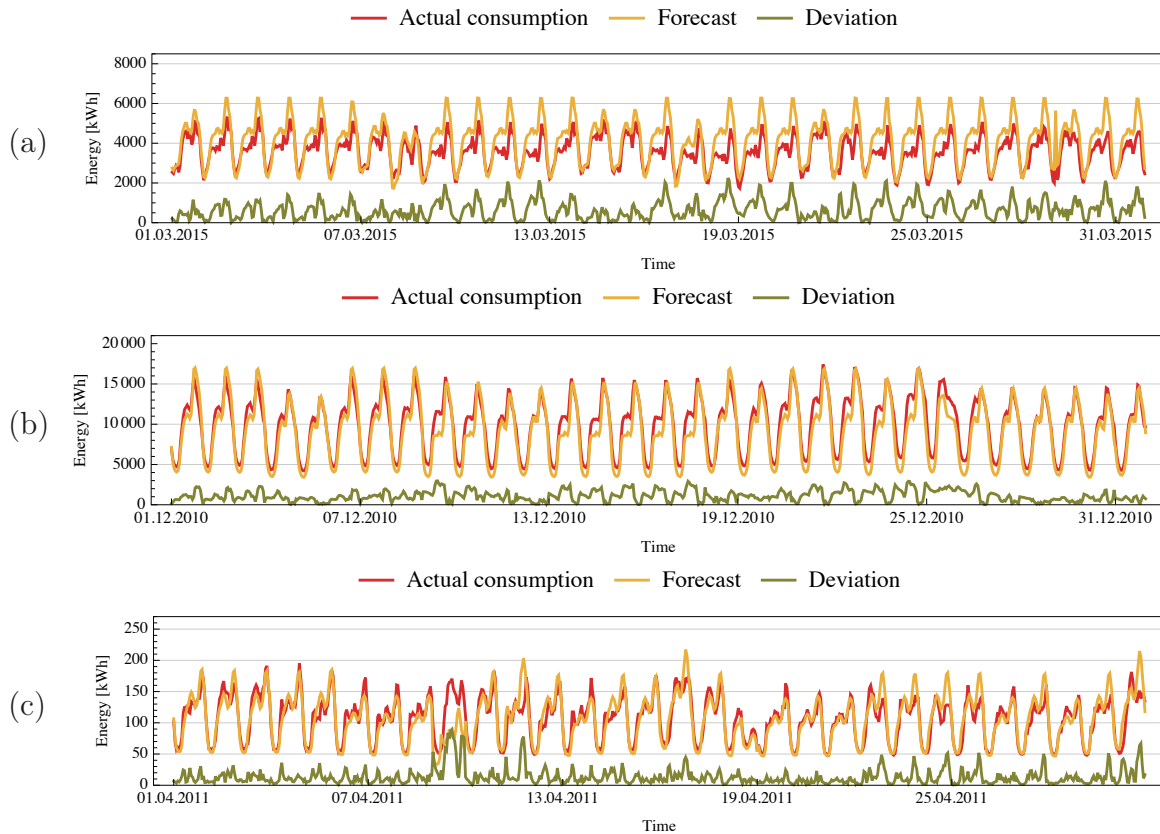 Actual consumption Forecast Deviation
(a)
Energy [kWh]
8000
6000
4000
2000
0
01.03.2015 07.03.2015 13.03.2015 19.03.2015 25.03.2015 31.03.2015
Time
Actual consumption Forecast Deviation
(b)
Energy [kWh]
20 000
15 000
10 000
5000
0
01.12.2010 07.12.2010 13.12.2010 19.12.2010 25.12.2010 31.12.2010
Time
Actual consumption Forecast Deviation
(c)
Energy [kWh]
250
200
150
100
50
0
01.04.2011 07.04.2011 13.04.2011 19.04.2011 25.04.2011
Time